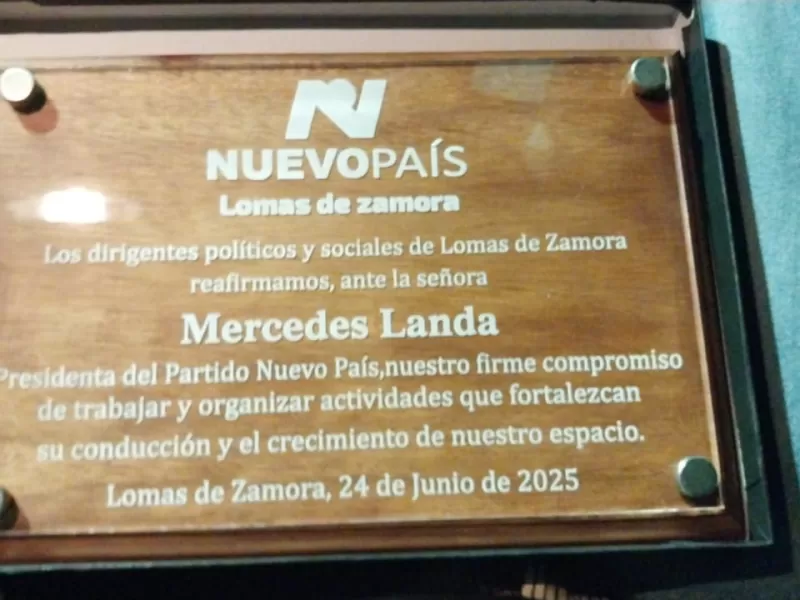 N
NUEVOPAÍS
Lomas de zamora
Los dirigentes políticos y sociales de Lomas de Zamora
reafirmamos, ante la señora
Mercedes Landa
Presidenta del Partido Nuevo País,nuestro firme compromiso
de trabajar y organizar actividades que fortalezcan
su conducción y el crecimiento de nuestro espacio.
Lomas de Zamora, 24 de Junio de 2025